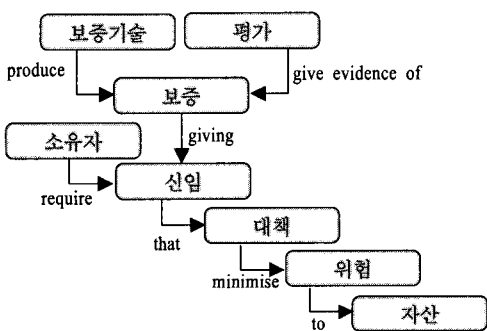 보증기술
평가
produce
give evidence of
보증
소유자
giving
require
신임
that
대책
minimise
위험
to
자산